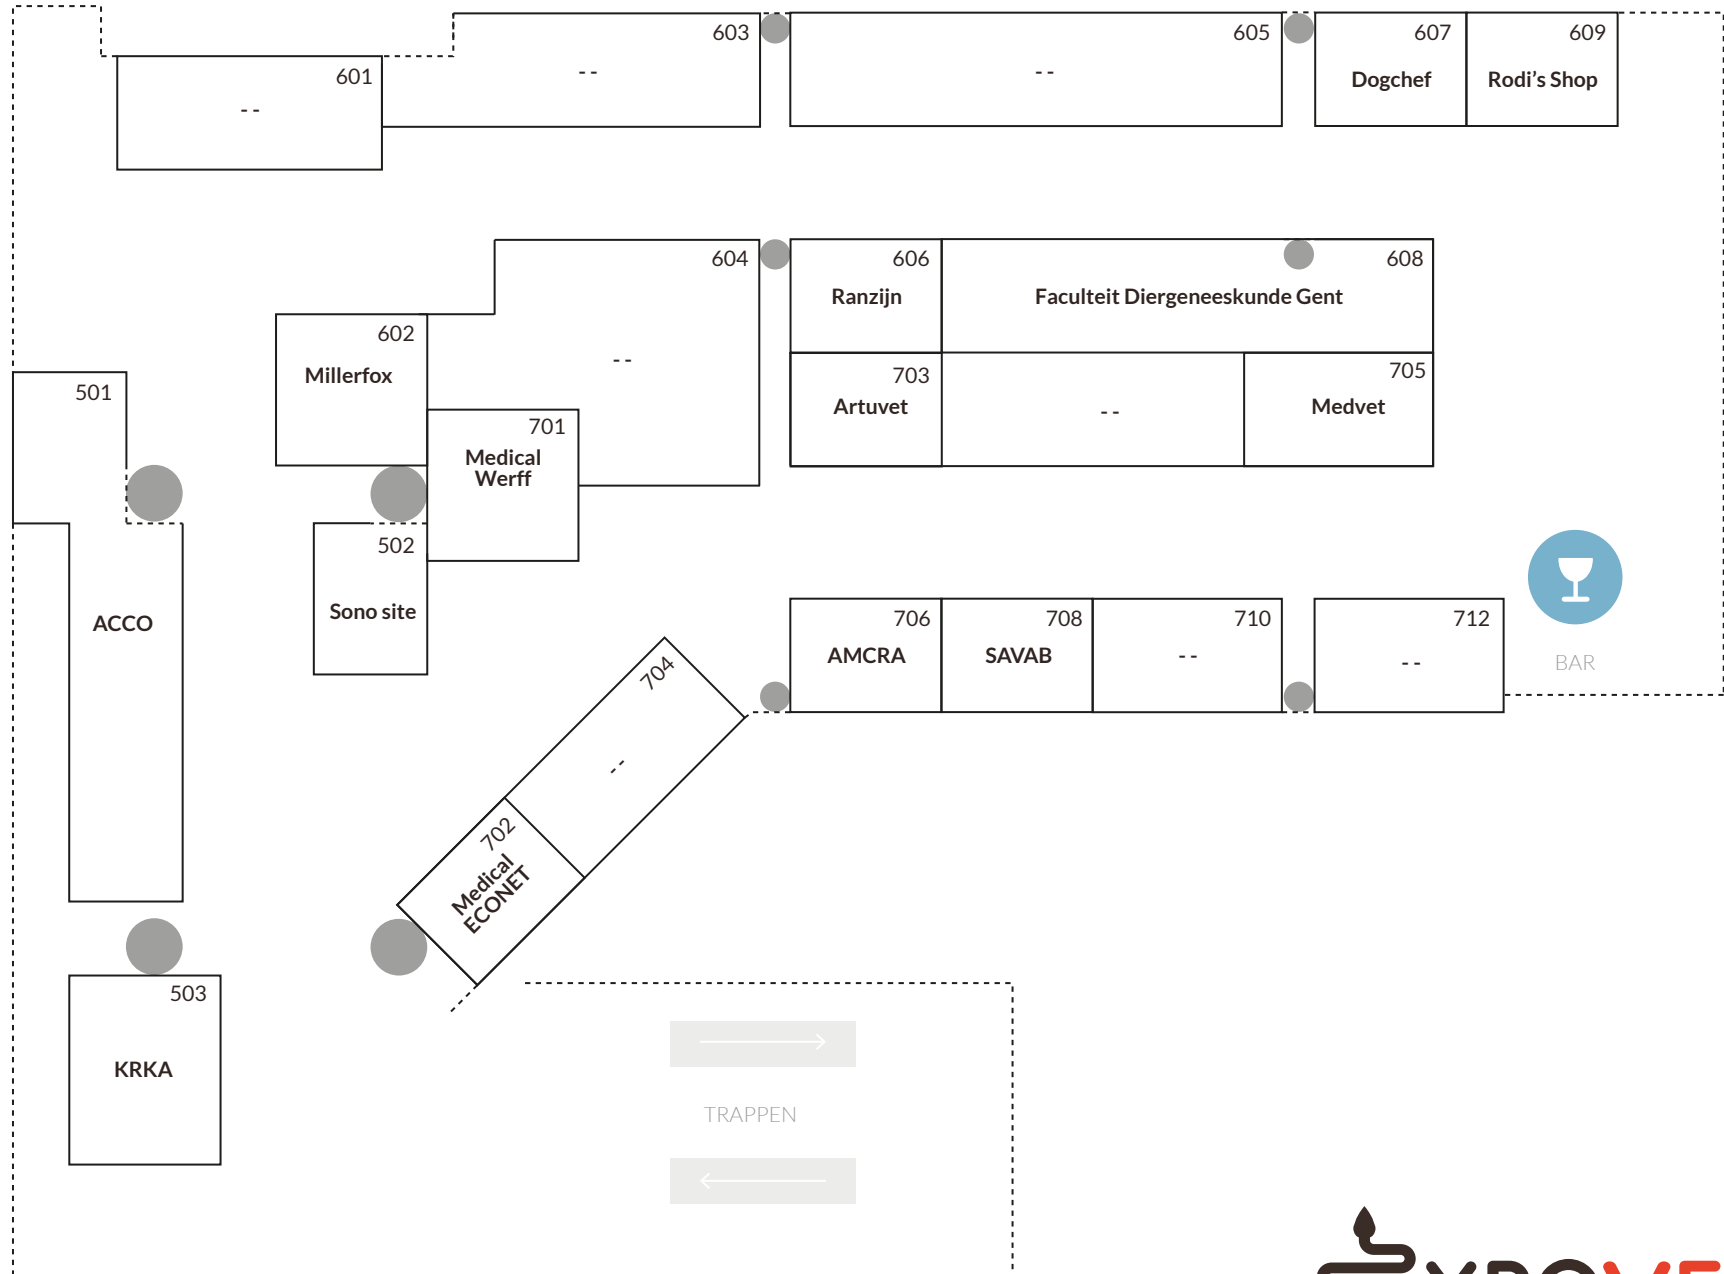 603
--
605
--
607
Dogchef
609
Rodi's Shop
601
--
604
--
606
Ranzijn
608
Faculteit Diergeneeskunde Gent
602
Millerfox
703
Artuvet
--
705
Medvet
501
ACCO
701
Medical
Werff
502
Sono site
706
AMCRA
708
SAVAB
710
--
712
--
BAR
704
--
702
Medical
ECONET
503
KRKA
TRAPPEN